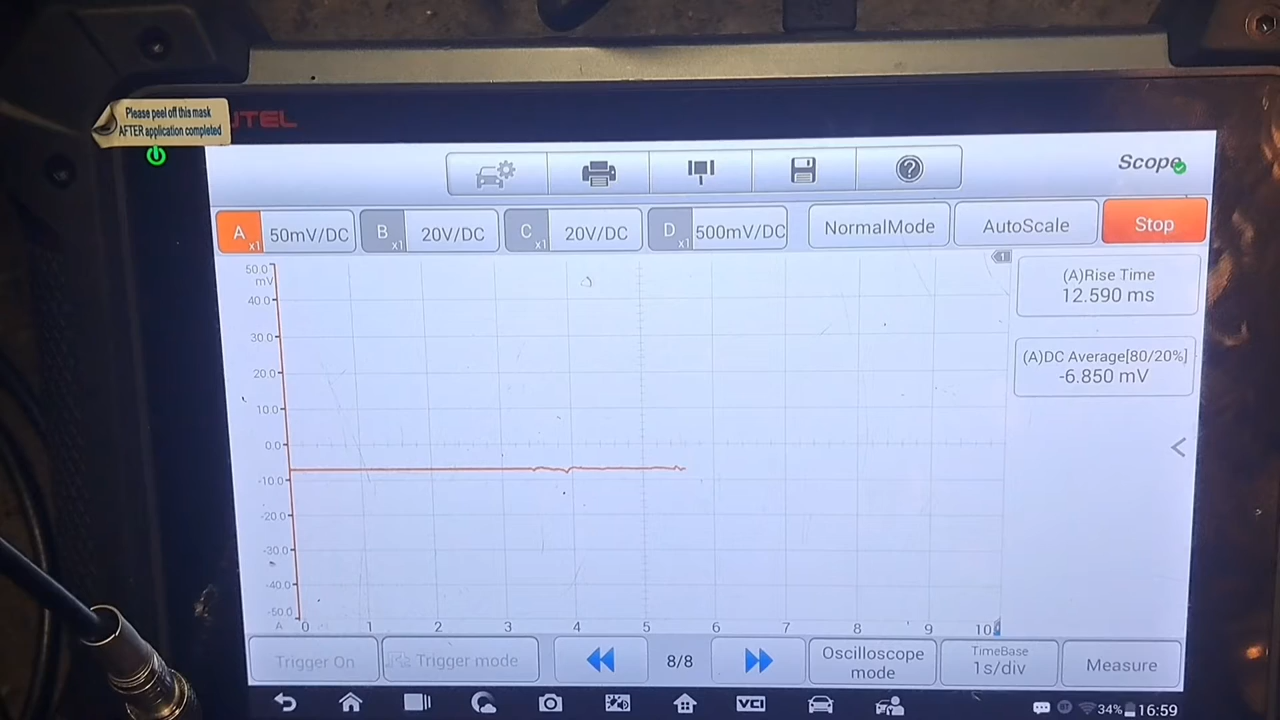 Please peel off this mask
AFTER application completed
UTEL
Scope
A x1 50mV/DC
B x1 20V/DC
C x1 20V/DC
D x1 500mV/DC
NormalMode
AutoScale
Stop
50.0
mV
40.0
30.0
20.0
10.0
0.0
-10.0
-20.0
-30.0
-40.0
-50.0
A 0 1 2 3 4 5 6 7 8 9 10
1
(A)Rise Time
12.590 ms
(A)DC Average[80/20%]
-6.850 mV
Trigger On
Trigger mode
8/8
Oscilloscope
mode
TimeBase
1s/div
Measure
VCI
34%
16:59